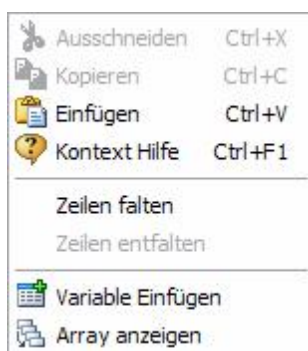 Ausschneiden Ctrl+X
Kopieren Ctrl+C
Einfügen Ctrl+V
Kontext Hilfe Ctrl+F1
Zeilen falten
Zeilen entfalten
Variable Einfügen
Array anzeigen